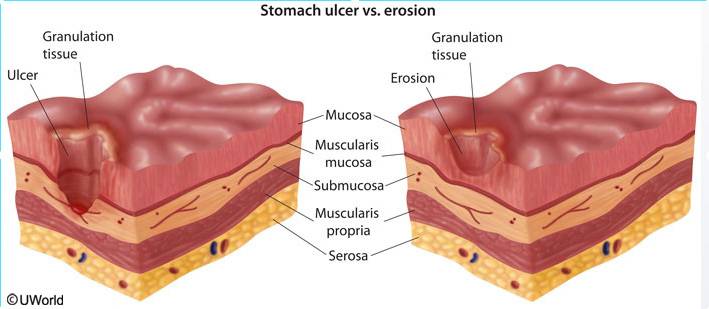 Stomach ulcer vs. erosion
Granulation
tissue
Ulcer
Granulation
tissue
Erosion
Mucosa
Muscularis
mucosa
Submucosa
Muscularis
propria
Serosa
©UWorld